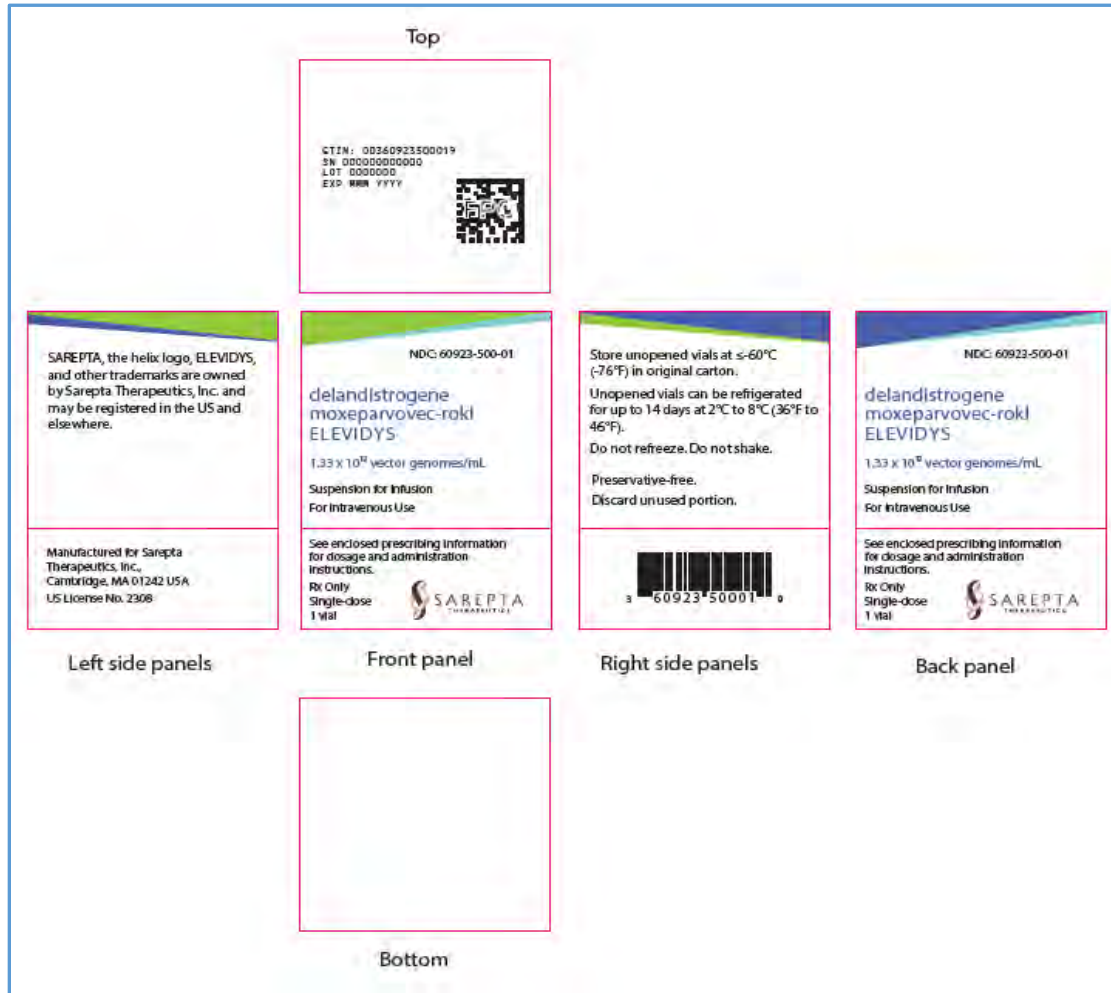 Top
GTIN: 00360923500019
SN 000000000000
LOT 0000000
EXP MMM YYYY
SAREPTA, the helix logo, ELEVIDYS,
and other trademarks are owned
by Sarepta Therapeutics, Inc. and
may be registered in the US and
elsewhere.
Manufactured for Sarepta
Therapeutics, Inc.,
Cambridge, MA 01242 USA
US License No. 2308
Left side panels
NDC: 60923-500-01
delandistrogene
moxeparvovec-rokl
ELEVIDYS
1.33 x 10¹³ vector genomes/mL
Suspension for Infusion
For Intravenous Use
See enclosed prescribing information
for dosage and administration
instructions.
Rx Only
Single-dose
1 vial
SAREPTA
THERAPEUTICS
Front panel
Store unopened vials at ≤-60°C
(-76°F) in original carton.
Unopened vials can be refrigerated
for up to 14 days at 2°C to 8°C (36°F to
46°F).
Do not refreeze. Do not shake.
Preservative-free.
Discard unused portion.
3 60923 50001 9
Right side panels
NDC: 60923-500-01
delandistrogene
moxeparvovec-rokl
ELEVIDYS
1.33 x 10¹³ vector genomes/mL
Suspension for Infusion
For Intravenous Use
See enclosed prescribing information
for dosage and administration
instructions.
Rx Only
Single-dose
1 vial
SAREPTA
THERAPEUTICS
Back panel
Bottom